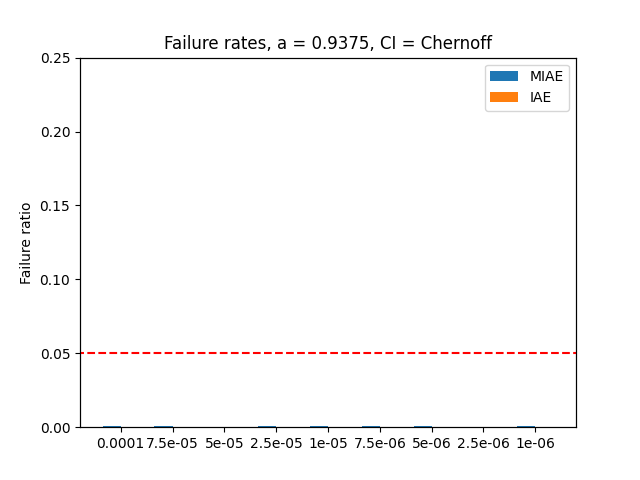 Failure rates, a = 0.9375, CI = Chernoff
0.25
MIAE
IAE
0.20
0.15
Failure ratio
0.10
0.05
0.00
0.0001 7.5e-05 5e-05 2.5e-05 1e-05 7.5e-06 5e-06 2.5e-06 1e-06